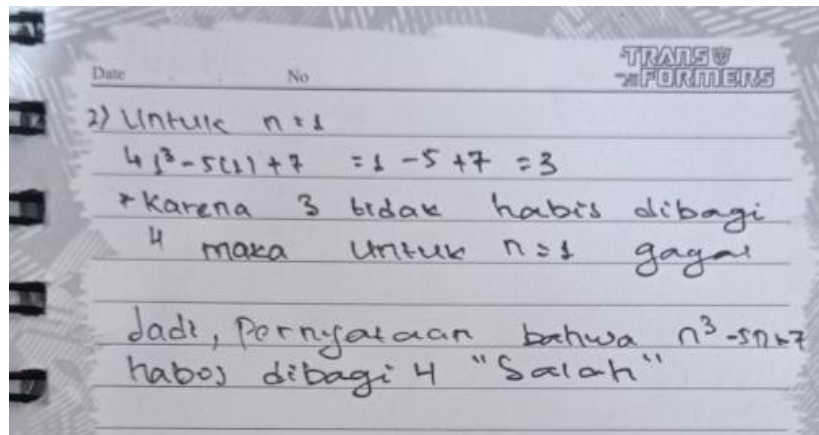 TRANSFORMERS
Date No
2) Untuk n=1
4 1³-5(1)+7 = 1 -5 +7 = 3
* Karena 3 tidak habis dibagi
4 maka untuk n=1 gagal
Jadi, Pernyataan bahwa n³-5n+7
habos dibagi 4 "Salah"